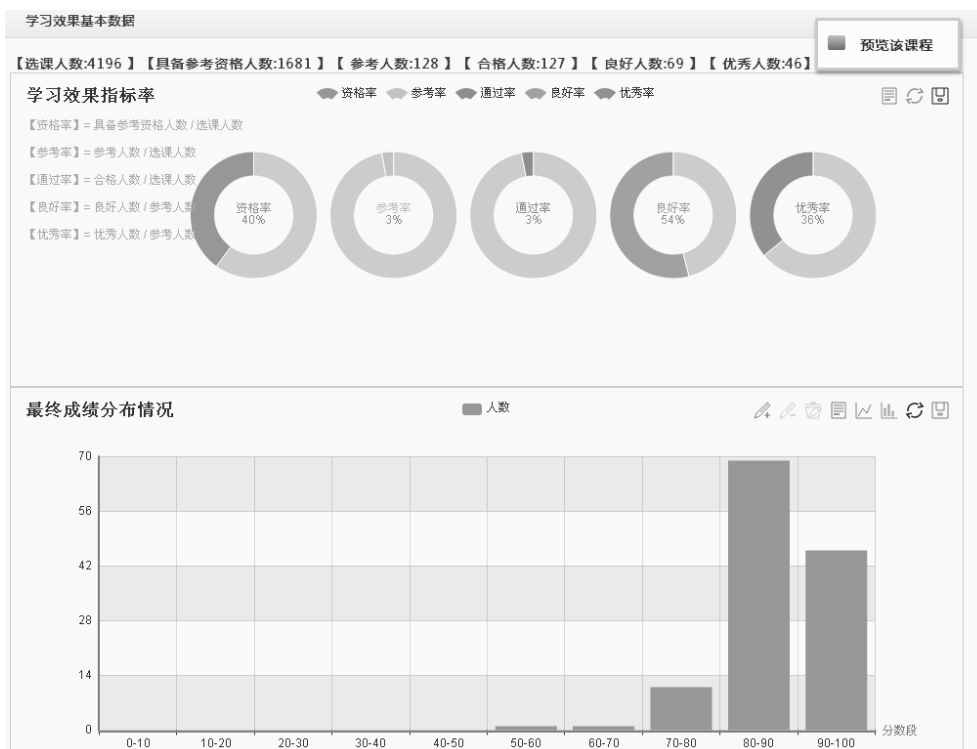 学习效果基本数据
预览该课程
【选课人数:4196 】【具备参考资格人数:1681 】【 参考人数:128 】【 合格人数:127 】【 良好人数:69 】【 优秀人数:46】
学习效果指标率
资格率 参考率 通过率 良好率 优秀率
【资格率】= 具备参考资格人数 / 选课人数
【参考率】= 参考人数 / 选课人数
【通过率】= 合格人数 / 选课人数
【良好率】= 良好人数 / 参考人数
【优秀率】= 优秀人数 / 参考人数
资格率 参考率 通过率 良好率 优秀率
40% 3% 3% 54% 36%
最终成绩分布情况
人数
70
56
42
28
14
0
分数段
0-10 10-20 20-30 30-40 40-50 50-60 60-70 70-80 80-90 90-100